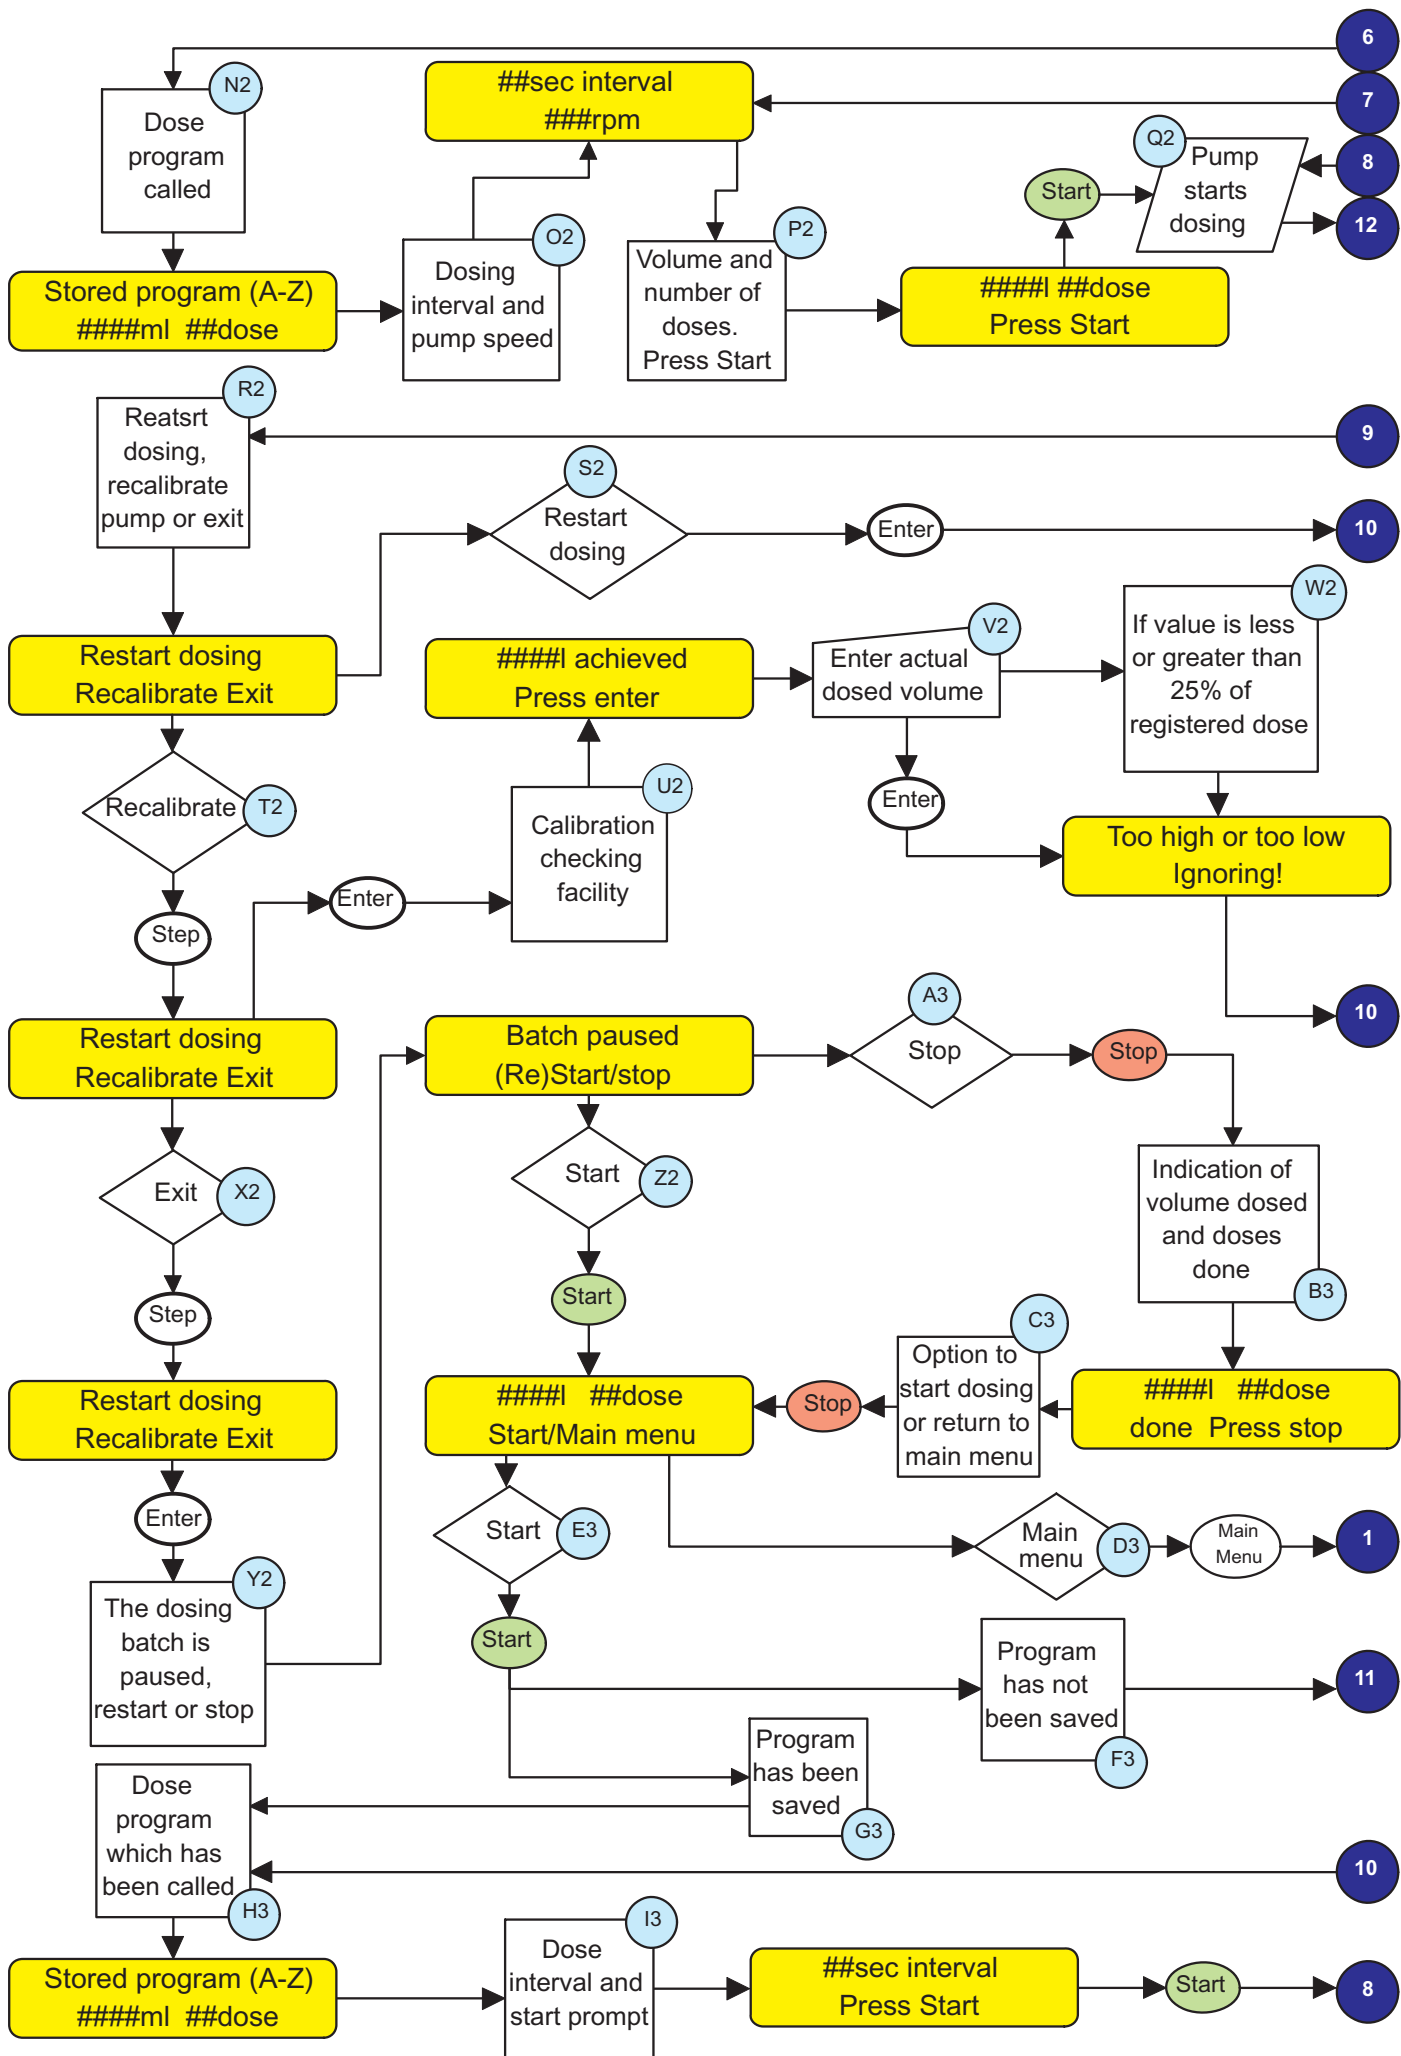 6
N2
Dose
program
called
##sec interval
###rpm
7
Q2
Pump
starts
dosing
8
12
Start
O2
Dosing
interval and
pump speed
P2
Volume and
number of
doses.
Press Start
Stored program (A-Z)
####ml ##dose
####l ##dose
Press Start
R2
Reatsrt
dosing,
recalibrate
pump or exit
9
S2
Restart
dosing
Enter
10
Restart dosing
Recalibrate Exit
####l achieved
Press enter
V2
Enter actual
dosed volume
W2
If value is less
or greater than
25% of
registered dose
Recalibrate
T2
U2
Calibration
checking
facility
Enter
Too high or too low
Ignoring!
Step
Enter
10
Restart dosing
Recalibrate Exit
Batch paused
(Re)Start/stop
A3
Stop
Stop
Exit
X2
Start
Z2
Indication of
volume dosed
and doses
done
B3
Step
Start
C3
Option to
start dosing
or return to
main menu
Restart dosing
Recalibrate Exit
####l ##dose
Start/Main menu
Stop
####l ##dose
done Press stop
Enter
Start
E3
Main
menu
D3
Main
Menu
1
Y2
The dosing
batch is
paused,
restart or stop
Start
Program
has not
been saved
F3
11
Program
has been
saved
G3
Dose
program
which has
been called
H3
10
Stored program (A-Z)
####ml ##dose
I3
Dose
interval and
start prompt
##sec interval
Press Start
Start
8